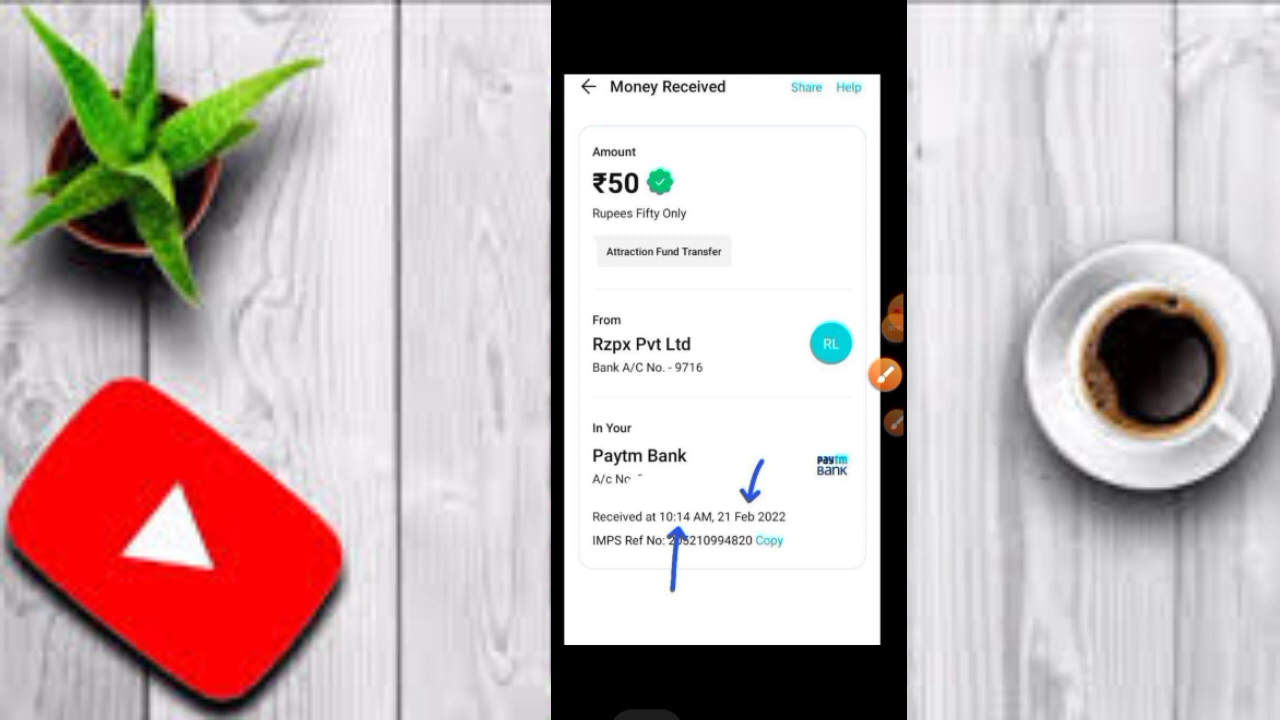 Money Received
Share Help
Amount
₹50
Rupees Fifty Only
Attraction Fund Transfer
From
Rzpx Pvt Ltd
RL
Bank A/C No. - 9716
In Your
Paytm Bank
paytm
BANK
A/c No
Received at 10:14 AM, 21 Feb 2022
IMPS Ref No: 205210994820 Copy